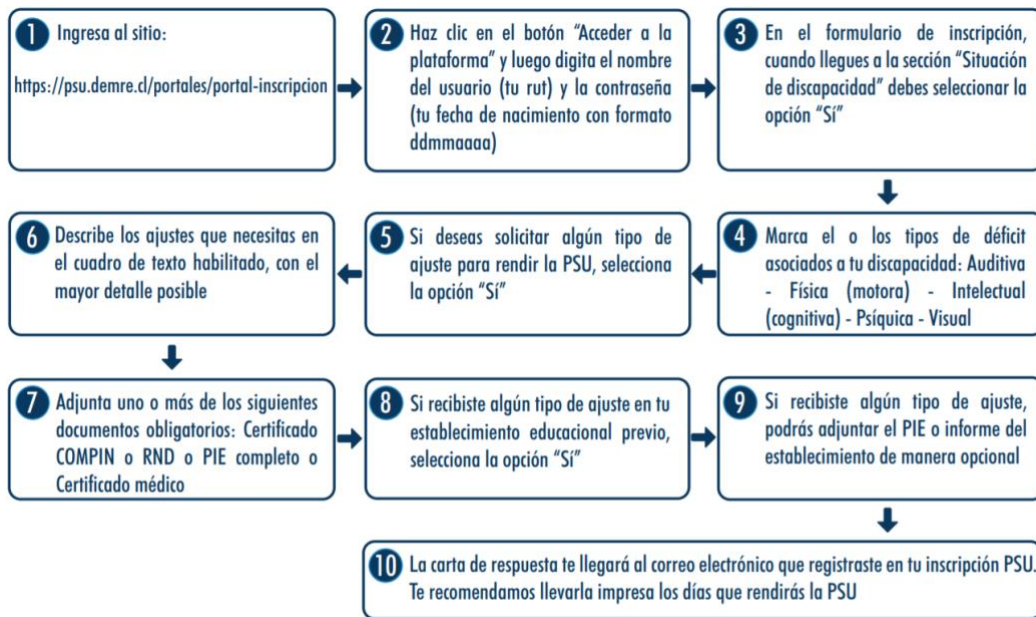 1 Ingresa al sitio:
https://psu.demre.cl/portales/portal-inscripcion
2 Haz clic en el botón “Acceder a la
plataforma” y luego digita el nombre
del usuario (tu rut) y la contraseña
(tu fecha de nacimiento con formato
ddmmaaaa)
3 En el formulario de inscripción,
cuando llegues a la sección “Situación
de discapacidad” debes seleccionar la
opción “Sí”
4 Marca el o los tipos de déficit
asociados a tu discapacidad: Auditiva
- Física (motora) - Intelectual
(cognitiva) - Psíquica - Visual
5 Si deseas solicitar algún tipo de
ajuste para rendir la PSU, selecciona
la opción “Sí”
6 Describe los ajustes que necesitas en
el cuadro de texto habilitado, con el
mayor detalle posible
7 Adjunta uno o más de los siguientes
documentos obligatorios: Certificado
COMPIN o RND o PIE completo o
Certificado médico
8 Si recibiste algún tipo de ajuste en tu
establecimiento educacional previo,
selecciona la opción “Sí”
9 Si recibiste algún tipo de ajuste,
podrás adjuntar el PIE o informe del
establecimiento de manera opcional
10 La carta de respuesta te llegará al correo electrónico que registraste en tu inscripción PSU.
Te recomendamos llevarla impresa los días que rendirás la PSU